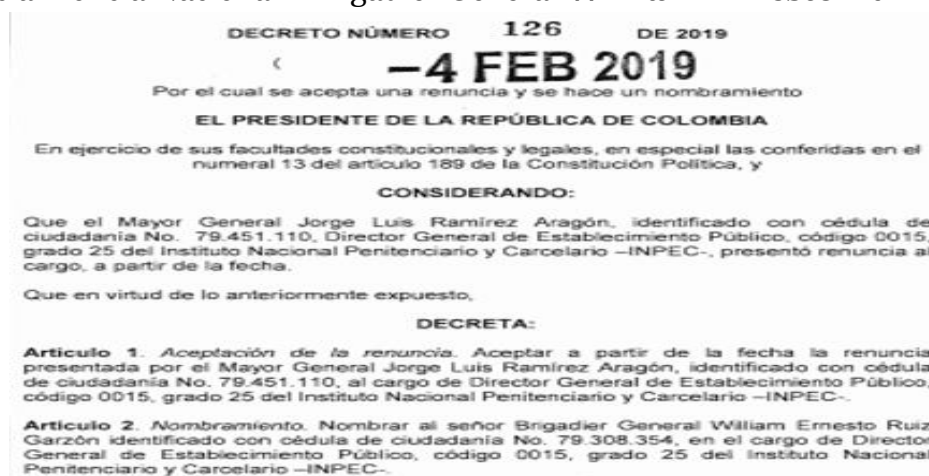 DECRETO NÚMERO 126 DE 2019
–4 FEB 2019
Por el cual se acepta una renuncia y se hace un nombramiento
EL PRESIDENTE DE LA REPÚBLICA DE COLOMBIA
En ejercicio de sus facultades constitucionales y legales, en especial las conferidas en el
numeral 13 del artículo 189 de la Constitución Política, y
CONSIDERANDO:
Que el Mayor General Jorge Luis Ramírez Aragón, identificado con cédula de
ciudadanía No. 79.451.110, Director General de Establecimiento Público, código 0015,
grado 25 del Instituto Nacional Penitenciario y Carcelario –INPEC-, presentó renuncia al
cargo, a partir de la fecha.
Que en virtud de lo anteriormente expuesto,
DECRETA:
Artículo 1. Aceptación de la renuncia. Aceptar a partir de la fecha la renuncia
presentada por el Mayor General Jorge Luis Ramírez Aragón, identificado con cédula
de ciudadanía No. 79.451.110, al cargo de Director General de Establecimiento Público,
código 0015, grado 25 del Instituto Nacional Penitenciario y Carcelario –INPEC-.
Artículo 2. Nombramiento. Nombrar al señor Brigadier General William Ernesto Ruiz
Garzón identificado con cédula de ciudadanía No. 79.308.354, en el cargo de Director
General de Establecimiento Público, código 0015, grado 25 del Instituto Nacional
Penitenciario y Carcelario –INPEC-.